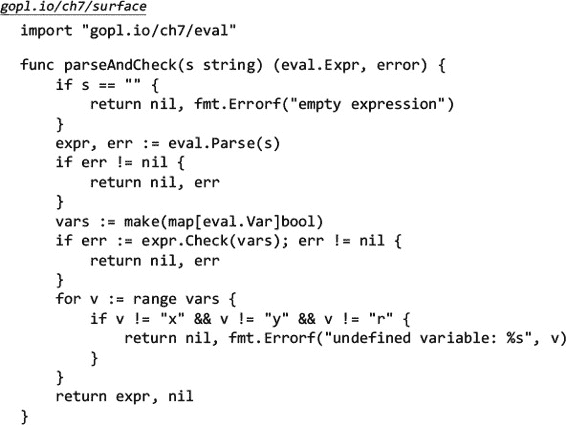 gopl.io/ch7/surface
import "gopl.io/ch7/eval"
func parseAndCheck(s string) (eval.Expr, error) {
    if s == "" {
        return nil, fmt.Errorf("empty expression")
    }
    expr, err := eval.Parse(s)
    if err != nil {
        return nil, err
    }
    vars := make(map[eval.Var]bool)
    if err := expr.Check(vars); err != nil {
        return nil, err
    }
    for v := range vars {
        if v != "x" && v != "y" && v != "r" {
            return nil, fmt.Errorf("undefined variable: %s", v)
        }
    }
    return expr, nil
}